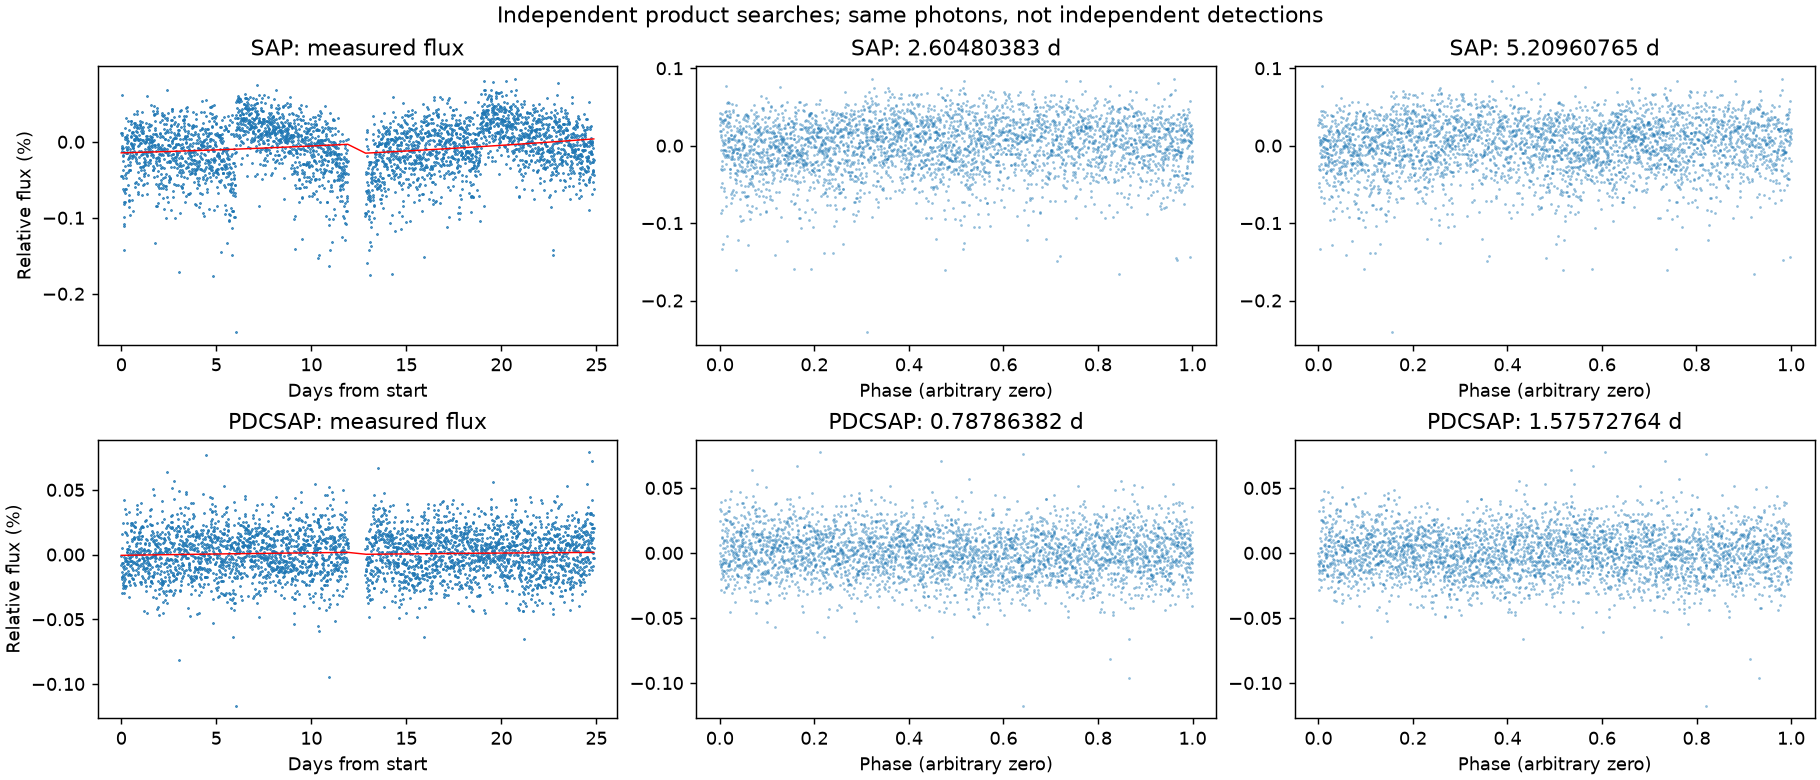 Independent product searches; same photons, not independent detections
SAP: measured flux
SAP: 2.60480383 d
SAP: 5.20960765 d
Relative flux (%)
0.0
−0.1
−0.2
0 5 10 15 20 25
Days from start
0.1
0.0
−0.1
−0.2
0.0 0.2 0.4 0.6 0.8 1.0
Phase (arbitrary zero)
0.1
0.0
−0.1
−0.2
0.0 0.2 0.4 0.6 0.8 1.0
Phase (arbitrary zero)
PDCSAP: measured flux
PDCSAP: 0.78786382 d
PDCSAP: 1.57572764 d
Relative flux (%)
0.05
0.00
−0.05
−0.10
0 5 10 15 20 25
Days from start
0.05
0.00
−0.05
−0.10
0.0 0.2 0.4 0.6 0.8 1.0
Phase (arbitrary zero)
0.05
0.00
−0.05
−0.10
0.0 0.2 0.4 0.6 0.8 1.0
Phase (arbitrary zero)